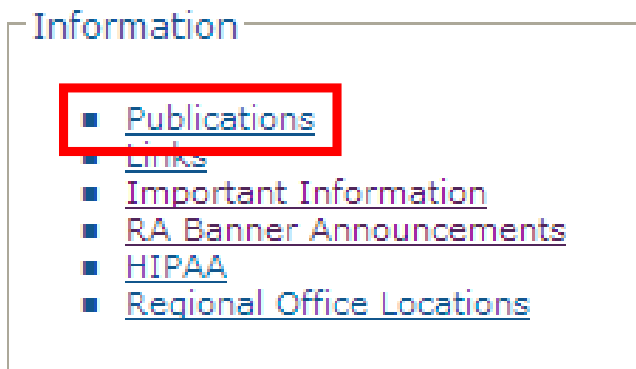 Information
Publications
Links
Important Information
RA Banner Announcements
HIPAA
Regional Office Locations